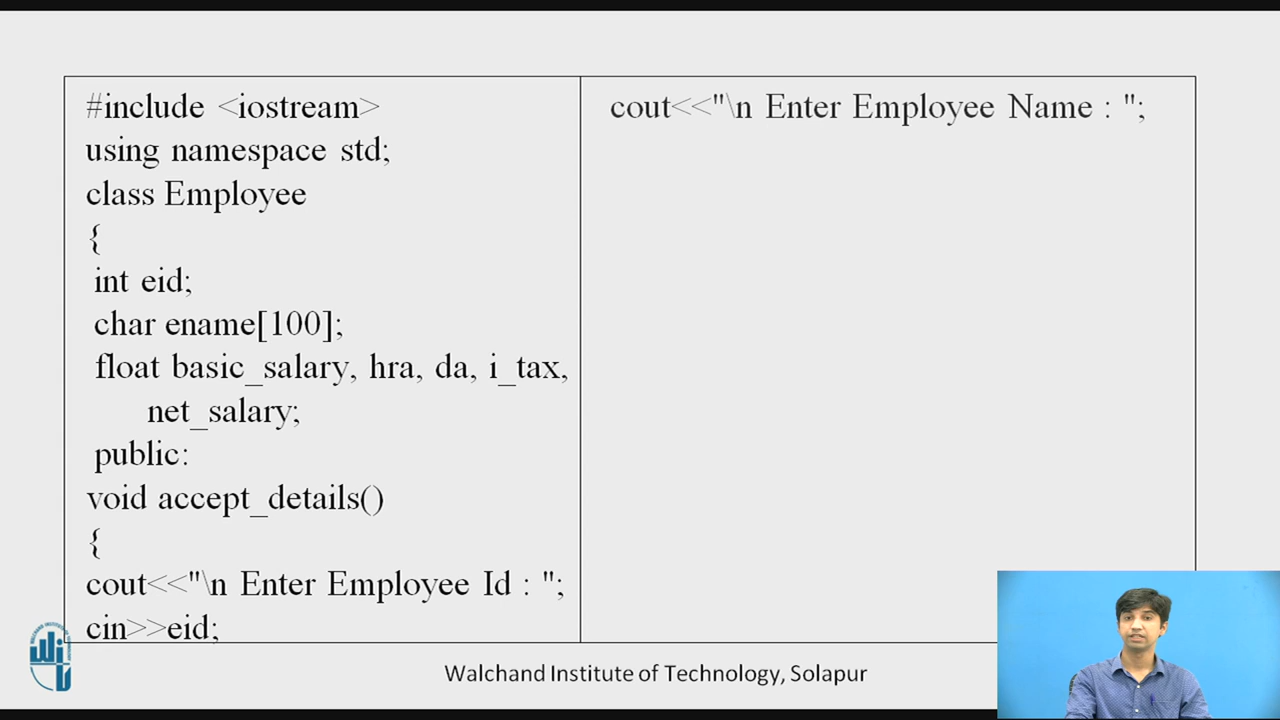 #include <iostream>
using namespace std;
class Employee
{
int eid;
char ename[100];
float basic_salary, hra, da, i_tax,
net_salary;
public:
void accept_details()
{
cout<<"\n Enter Employee Id : ";
cin>>eid;
cout<<"\n Enter Employee Name : ";
Walchand Institute of Technology, Solapur